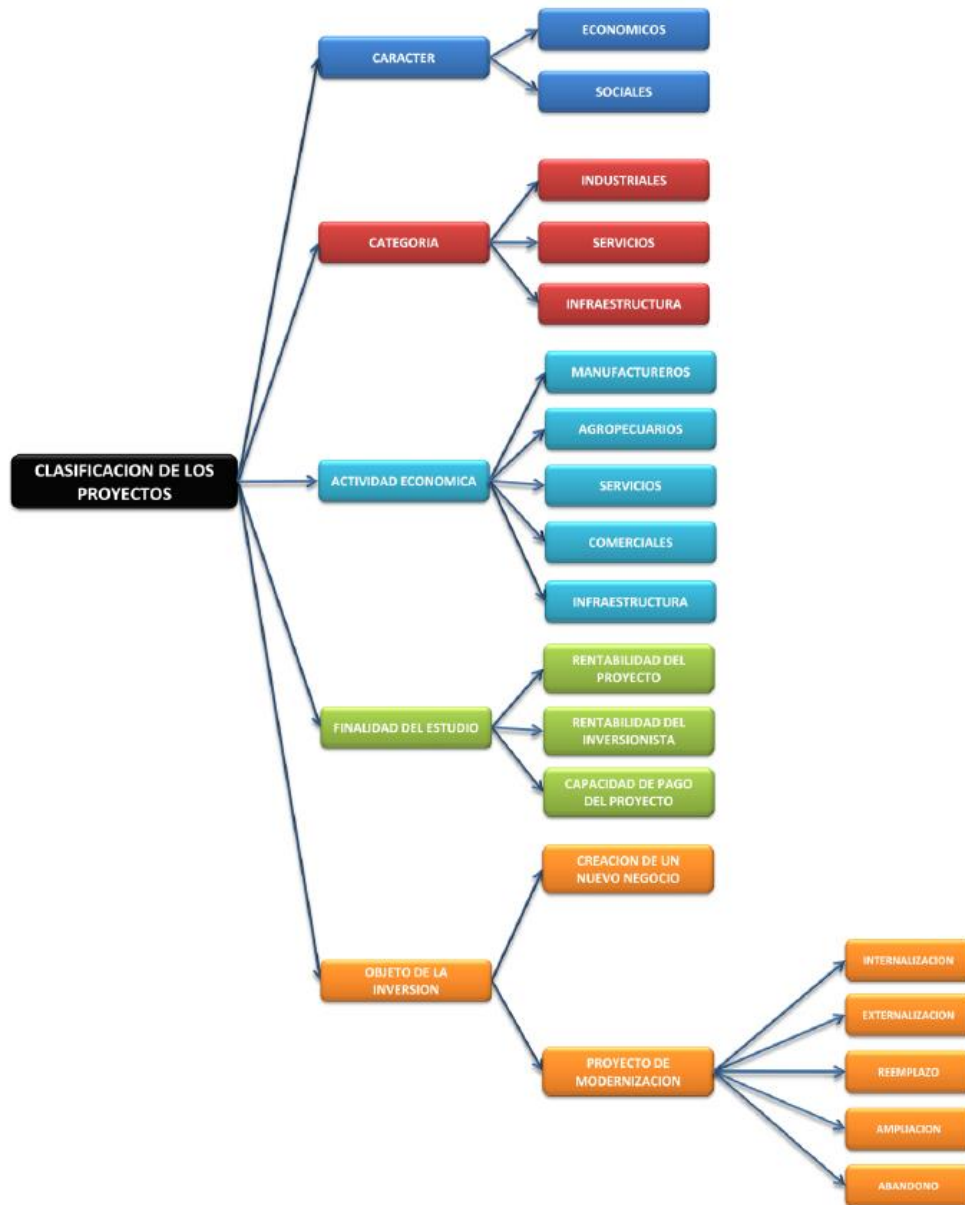 CLASIFICACION DE LOS
PROYECTOS
CARACTER
ECONOMICOS
SOCIALES
CATEGORIA
INDUSTRIALES
SERVICIOS
INFRAESTRUCTURA
ACTIVIDAD ECONOMICA
MANUFACTUREROS
AGROPECUARIOS
SERVICIOS
COMERCIALES
INFRAESTRUCTURA
FINALIDAD DEL ESTUDIO
RENTABILIDAD DEL
PROYECTO
RENTABILIDAD DEL
INVERSIONISTA
CAPACIDAD DE PAGO
DEL PROYECTO
OBJETO DE LA
INVERSION
CREACION DE UN
NUEVO NEGOCIO
PROYECTO DE
MODERNIZACION
INTERNALIZACION
EXTERNALIZACION
REEMPLAZO
AMPLIACION
ABANDONO